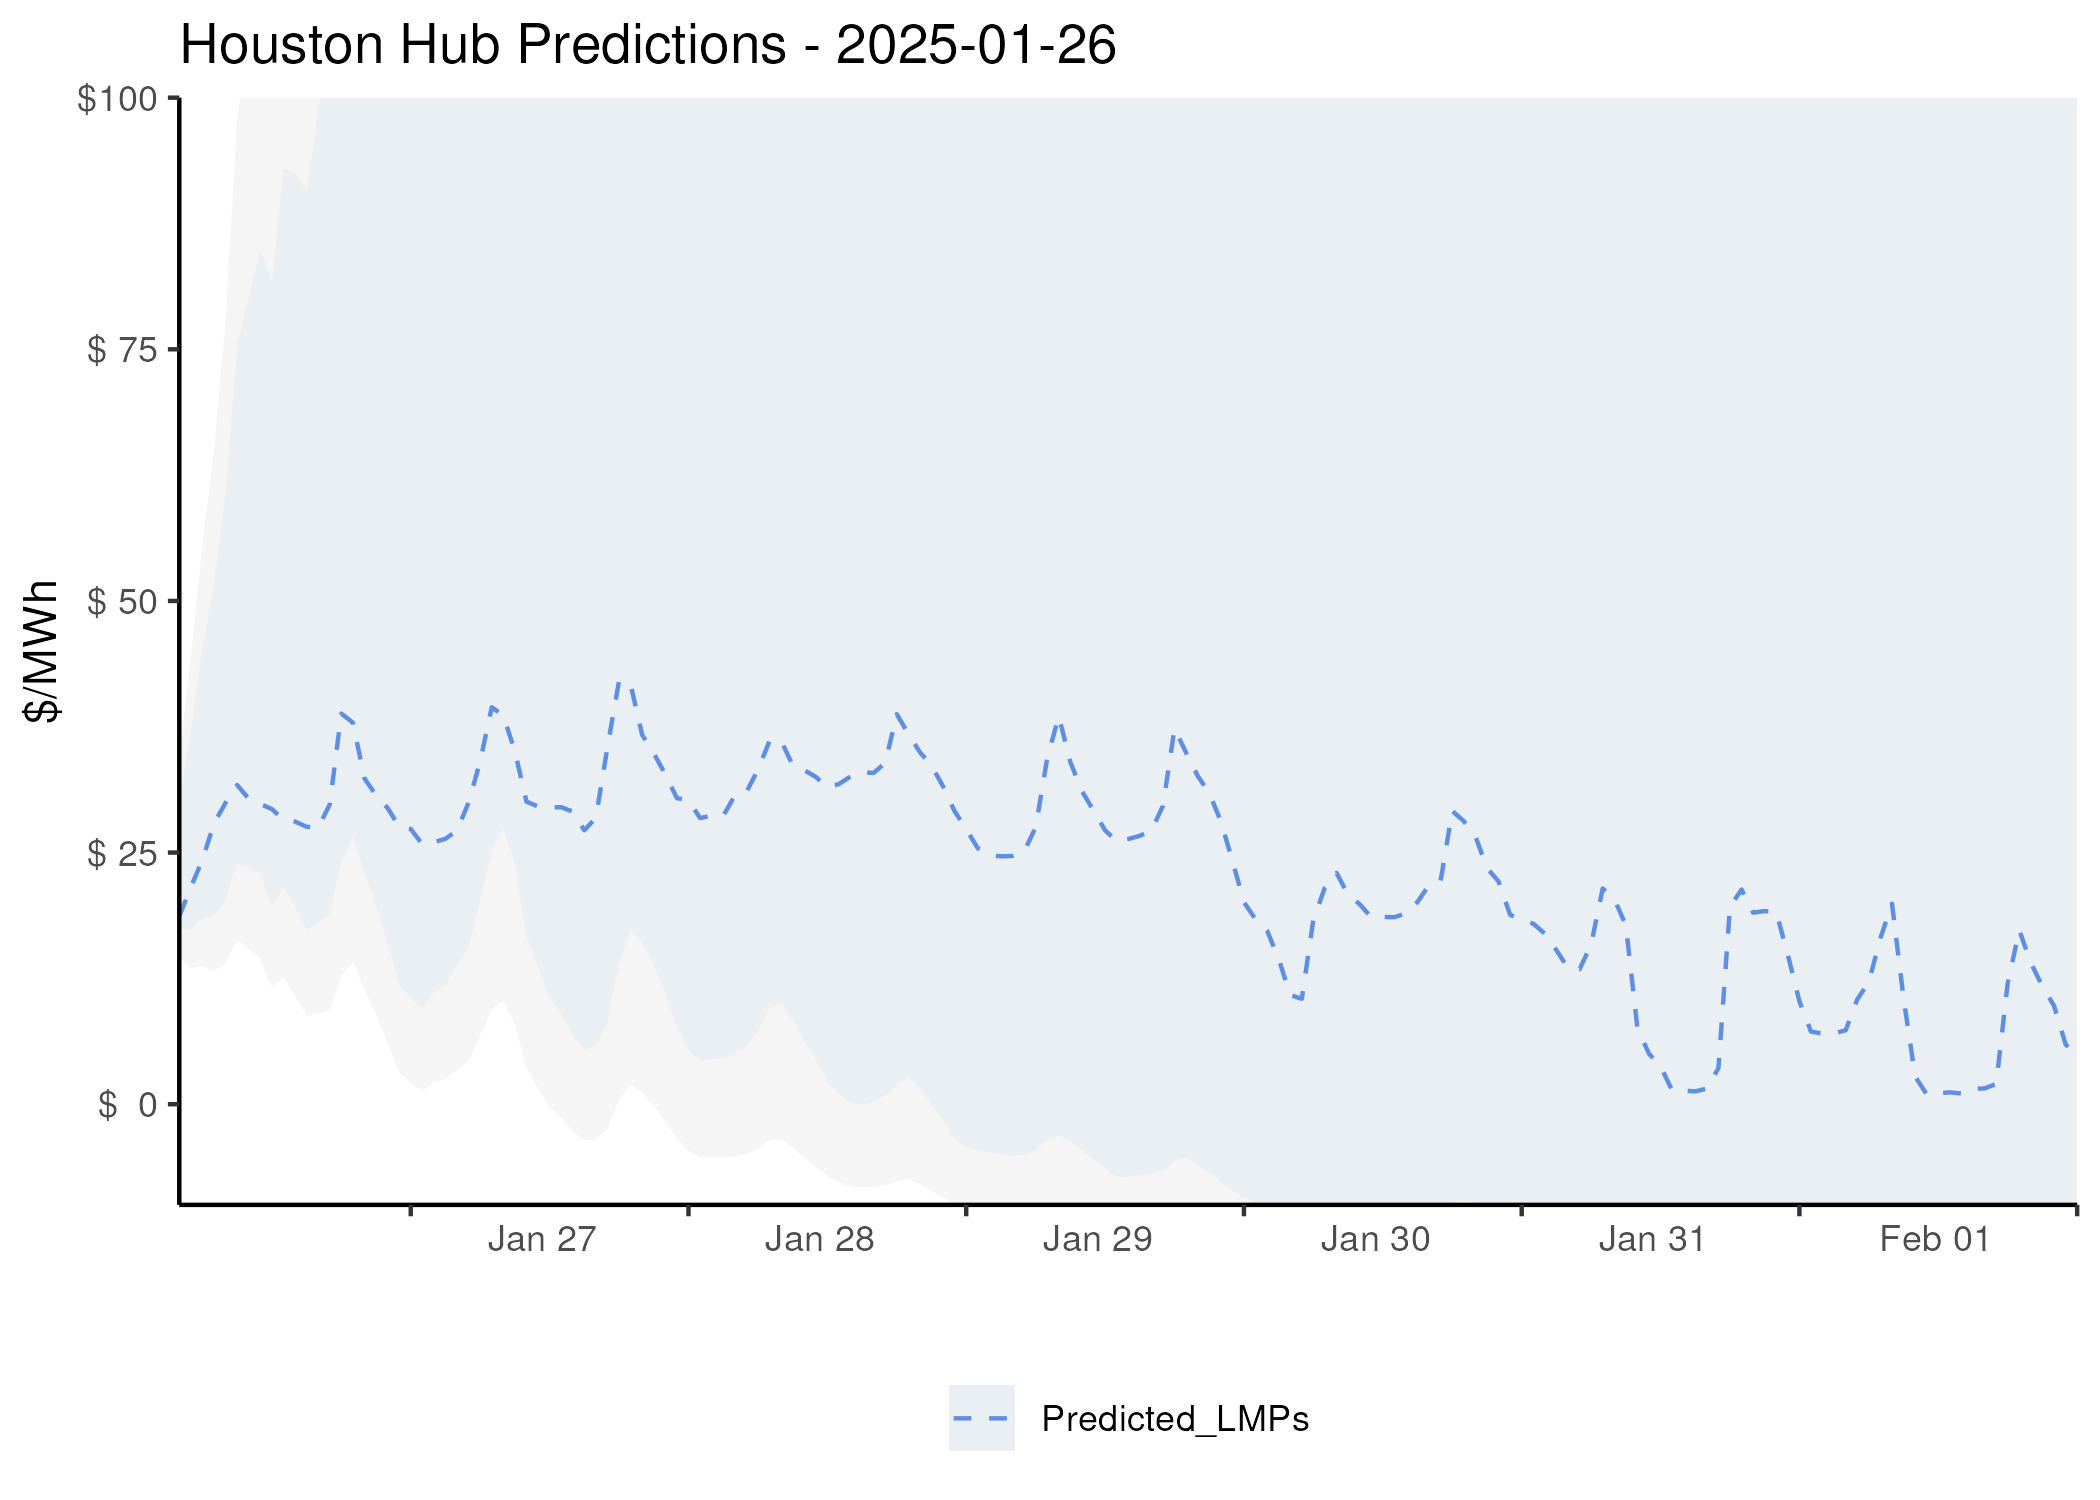 Houston Hub Predictions - 2025-01-26
$100
$ 75
$ 50
$ 25
$ 0
$/MWh
Jan 27
Jan 28
Jan 29
Jan 30
Jan 31
Feb 01
Predicted_LMPs